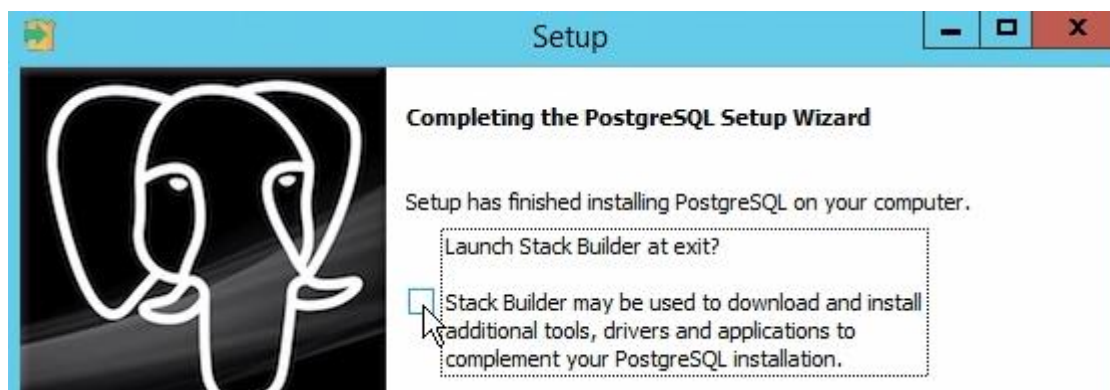 Setup
Completing the PostgreSQL Setup Wizard
Setup has finished installing PostgreSQL on your computer.
Launch Stack Builder at exit?
Stack Builder may be used to download and install
additional tools, drivers and applications to
complement your PostgreSQL installation.